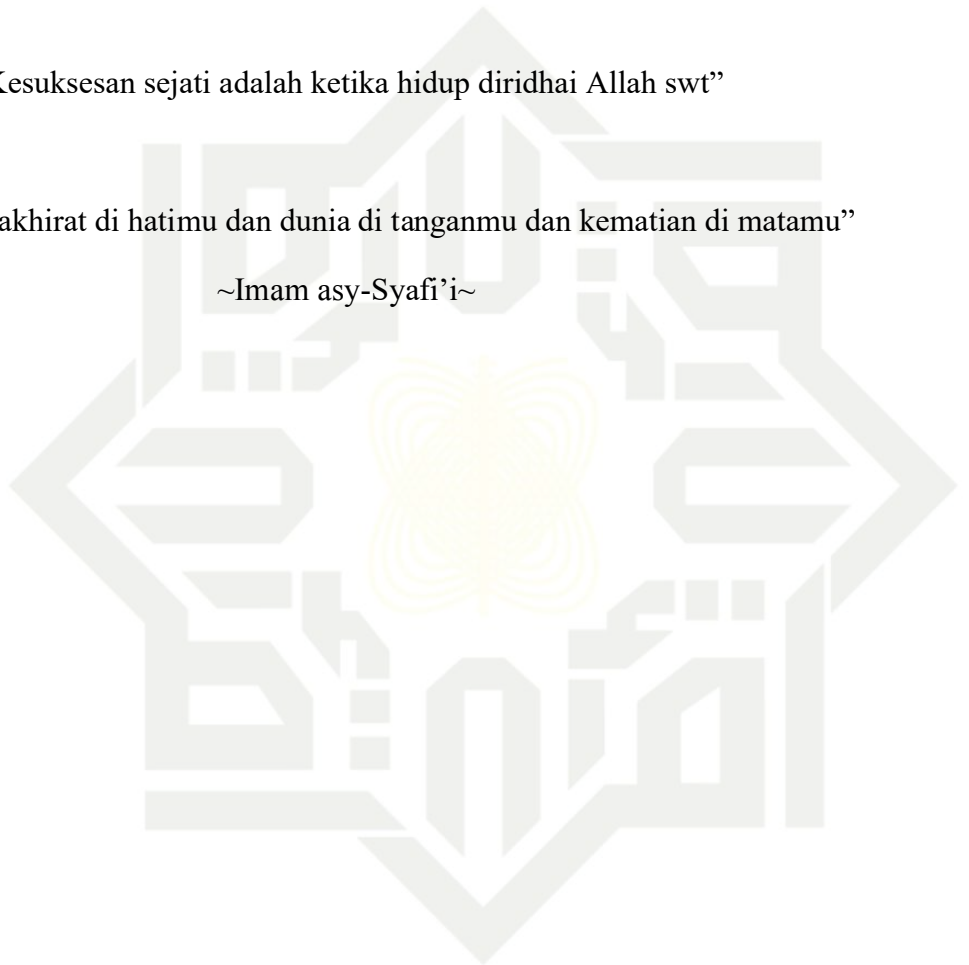 Kesuksesan sejati adalah ketika hidup diridhai Allah swt”
akhirat di hatimu dan dunia di tanganmu dan kematian di matamu”
~Imam asy-Syafi’i~